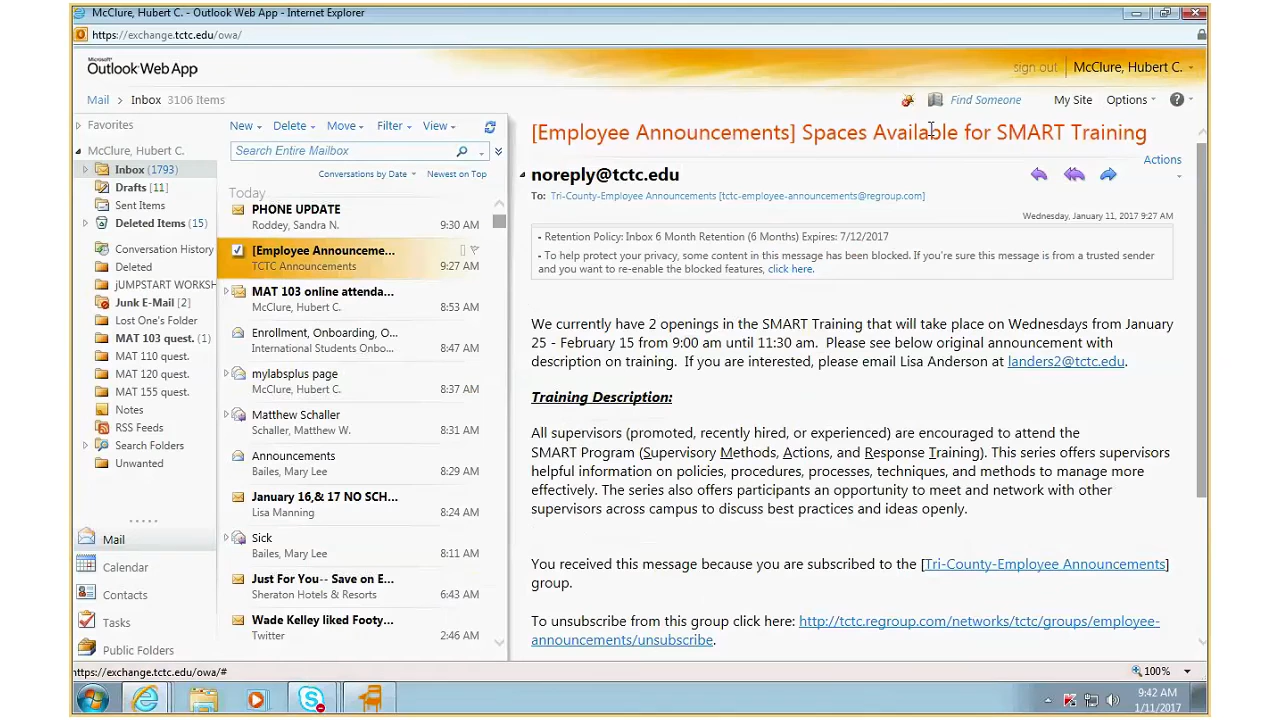 McClure, Hubert C. - Outlook Web App - Internet Explorer
https://exchange.tctc.edu/owa/
Microsoft
Outlook Web App
sign out
McClure, Hubert C.
Mail > Inbox 3106 Items
Find Someone
My Site
Options
Favorites
McClure, Hubert C.
Inbox (1793)
Drafts [11]
Sent Items
Deleted Items (15)
Conversation History
Deleted
jUMPSTART WORKSH
Junk E-Mail [2]
Lost One's Folder
MAT 103 quest. (1)
MAT 110 quest.
MAT 120 quest.
MAT 155 quest.
Notes
RSS Feeds
Search Folders
Unwanted
Mail
Calendar
Contacts
Tasks
Public Folders
New Delete Move Filter View
Search Entire Mailbox
Conversations by Date Newest on Top
Today
PHONE UPDATE
Roddey, Sandra N. 9:30 AM
[Employee Announceme...
TCTC Announcements 9:27 AM
MAT 103 online attenda...
McClure, Hubert C. 8:53 AM
Enrollment, Onboarding, O...
International Students Onbo... 8:47 AM
mylabsplus page
McClure, Hubert C. 8:37 AM
Matthew Schaller
Schaller, Matthew W. 8:31 AM
Announcements
Bailes, Mary Lee 8:29 AM
January 16,& 17 NO SCH...
Lisa Manning 8:24 AM
Sick
Bailes, Mary Lee 8:11 AM
Just For You-- Save on E...
Sheraton Hotels & Resorts 6:43 AM
Wade Kelley liked Footy...
Twitter 2:46 AM
[Employee Announcements] Spaces Available for SMART Training
Actions
noreply@tctc.edu
To: Tri-County-Employee Announcements [tctc-employee-announcements@regroup.com]
Wednesday, January 11, 2017 9:27 AM
• Retention Policy: Inbox 6 Month Retention (6 Months) Expires: 7/12/2017
• To help protect your privacy, some content in this message has been blocked. If you're sure this message is from a trusted sender
and you want to re-enable the blocked features, click here.
We currently have 2 openings in the SMART Training that will take place on Wednesdays from January
25 - February 15 from 9:00 am until 11:30 am. Please see below original announcement with
description on training. If you are interested, please email Lisa Anderson at landers2@tctc.edu.
Training Description:
All supervisors (promoted, recently hired, or experienced) are encouraged to attend the
SMART Program (Supervisory Methods, Actions, and Response Training). This series offers supervisors
helpful information on policies, procedures, processes, techniques, and methods to manage more
effectively. The series also offers participants an opportunity to meet and network with other
supervisors across campus to discuss best practices and ideas openly.
You received this message because you are subscribed to the [Tri-County-Employee Announcements]
group.
To unsubscribe from this group click here: http://tctc.regroup.com/networks/tctc/groups/employee-
announcements/unsubscribe.
https://exchange.tctc.edu/owa/#
100%
9:42 AM
1/11/2017